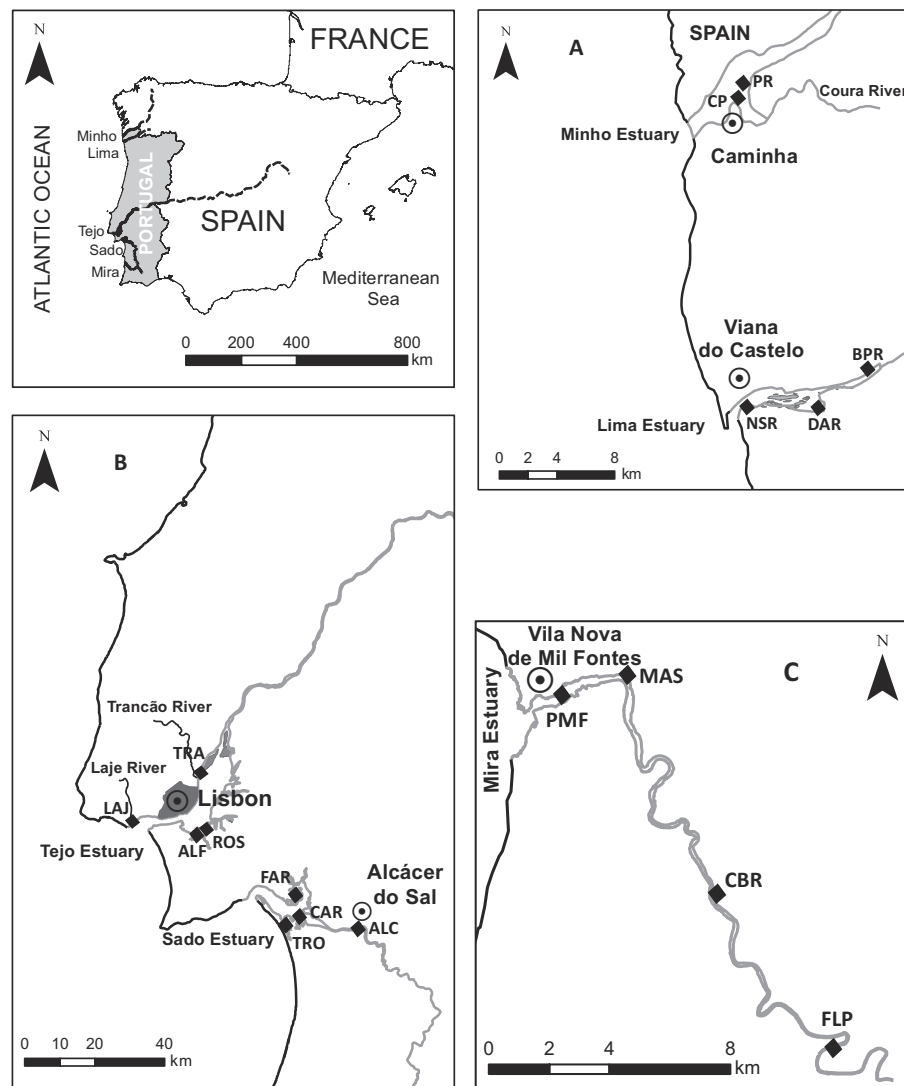 N
FRANCE
ATLANTIC OCEAN
Minho
Lima
PORTUGAL
Tejo
Sado
Mira
SPAIN
Mediterranean
Sea
0 200 400 800
km
N
A
SPAIN
PR
CP
Coura River
Minho Estuary
Caminha
Viana
do Castelo
BPR
Lima Estuary
NSR
DAR
0 2 4 8
km
N
B
Trancão River
TRA
Laje River
LAJ
Lisbon
Tejo Estuary
ALF
ROS
FAR
Alcácer
do Sal
CAR
Sado Estuary
TRO
ALC
0 10 20 40
km
Vila Nova
de Mil Fontes
N
C
MAS
PMF
Mira Estuary
CBR
FLP
0 2 4 8
km